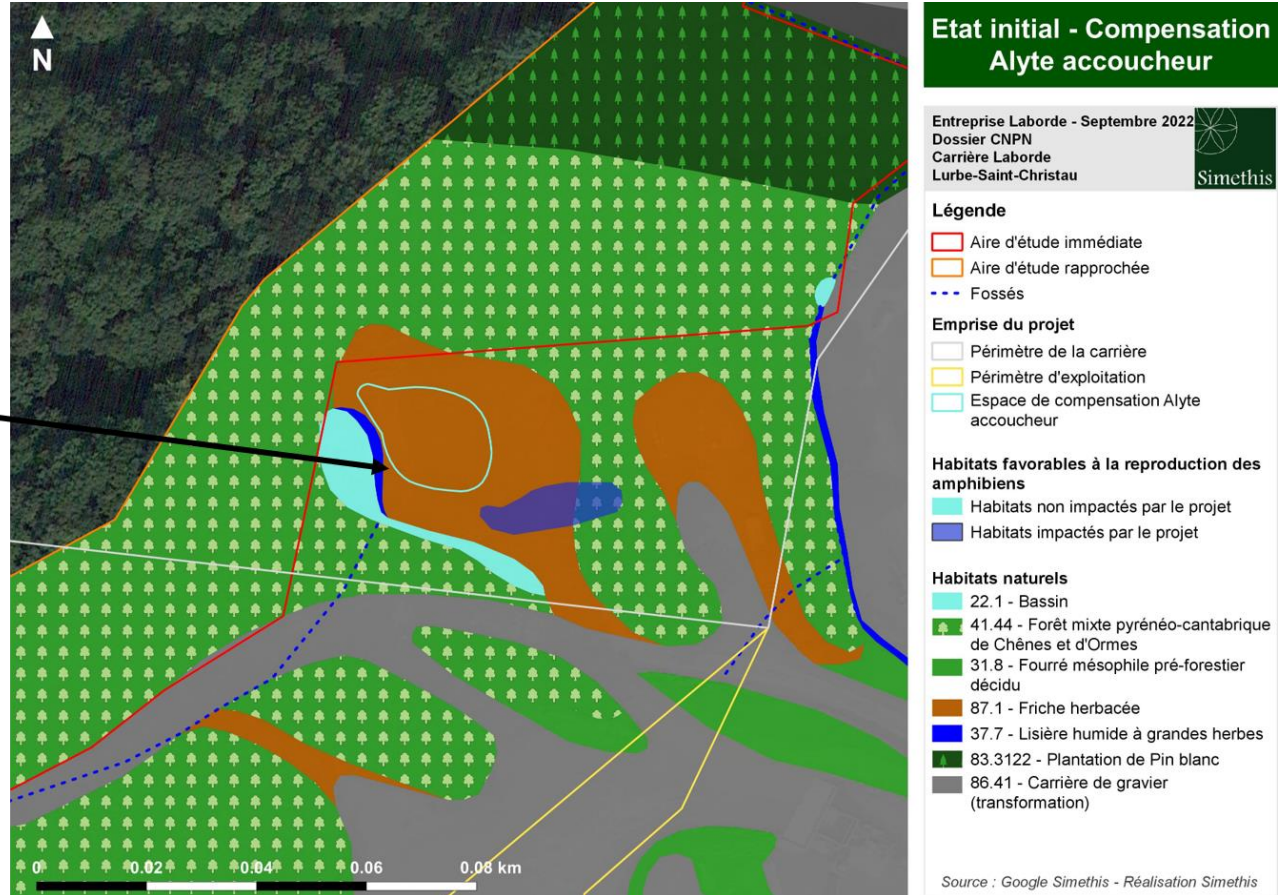 N
0 0.02 0.04 0.06 0.08 km
Etat initial - Compensation
Alyte accoucheur
Entreprise Laborde - Septembre 2022
Dossier CNPN
Carrière Laborde
Lurbe-Saint-Christau
Simethis
Légende
Aire d'étude immédiate
Aire d'étude rapprochée
Fossés
Emprise du projet
Périmètre de la carrière
Périmètre d'exploitation
Espace de compensation Alyte
accoucheur
Habitats favorables à la reproduction des
amphibiens
Habitats non impactés par le projet
Habitats impactés par le projet
Habitats naturels
22.1 - Bassin
41.44 - Forêt mixte pyrénéo-cantabrique
de Chênes et d'Ormes
31.8 - Fourré mésophile pré-forestier
décidu
87.1 - Friche herbacée
37.7 - Lisière humide à grandes herbes
83.3122 - Plantation de Pin blanc
86.41 - Carrière de gravier
(transformation)
Source : Google Simethis - Réalisation Simethis